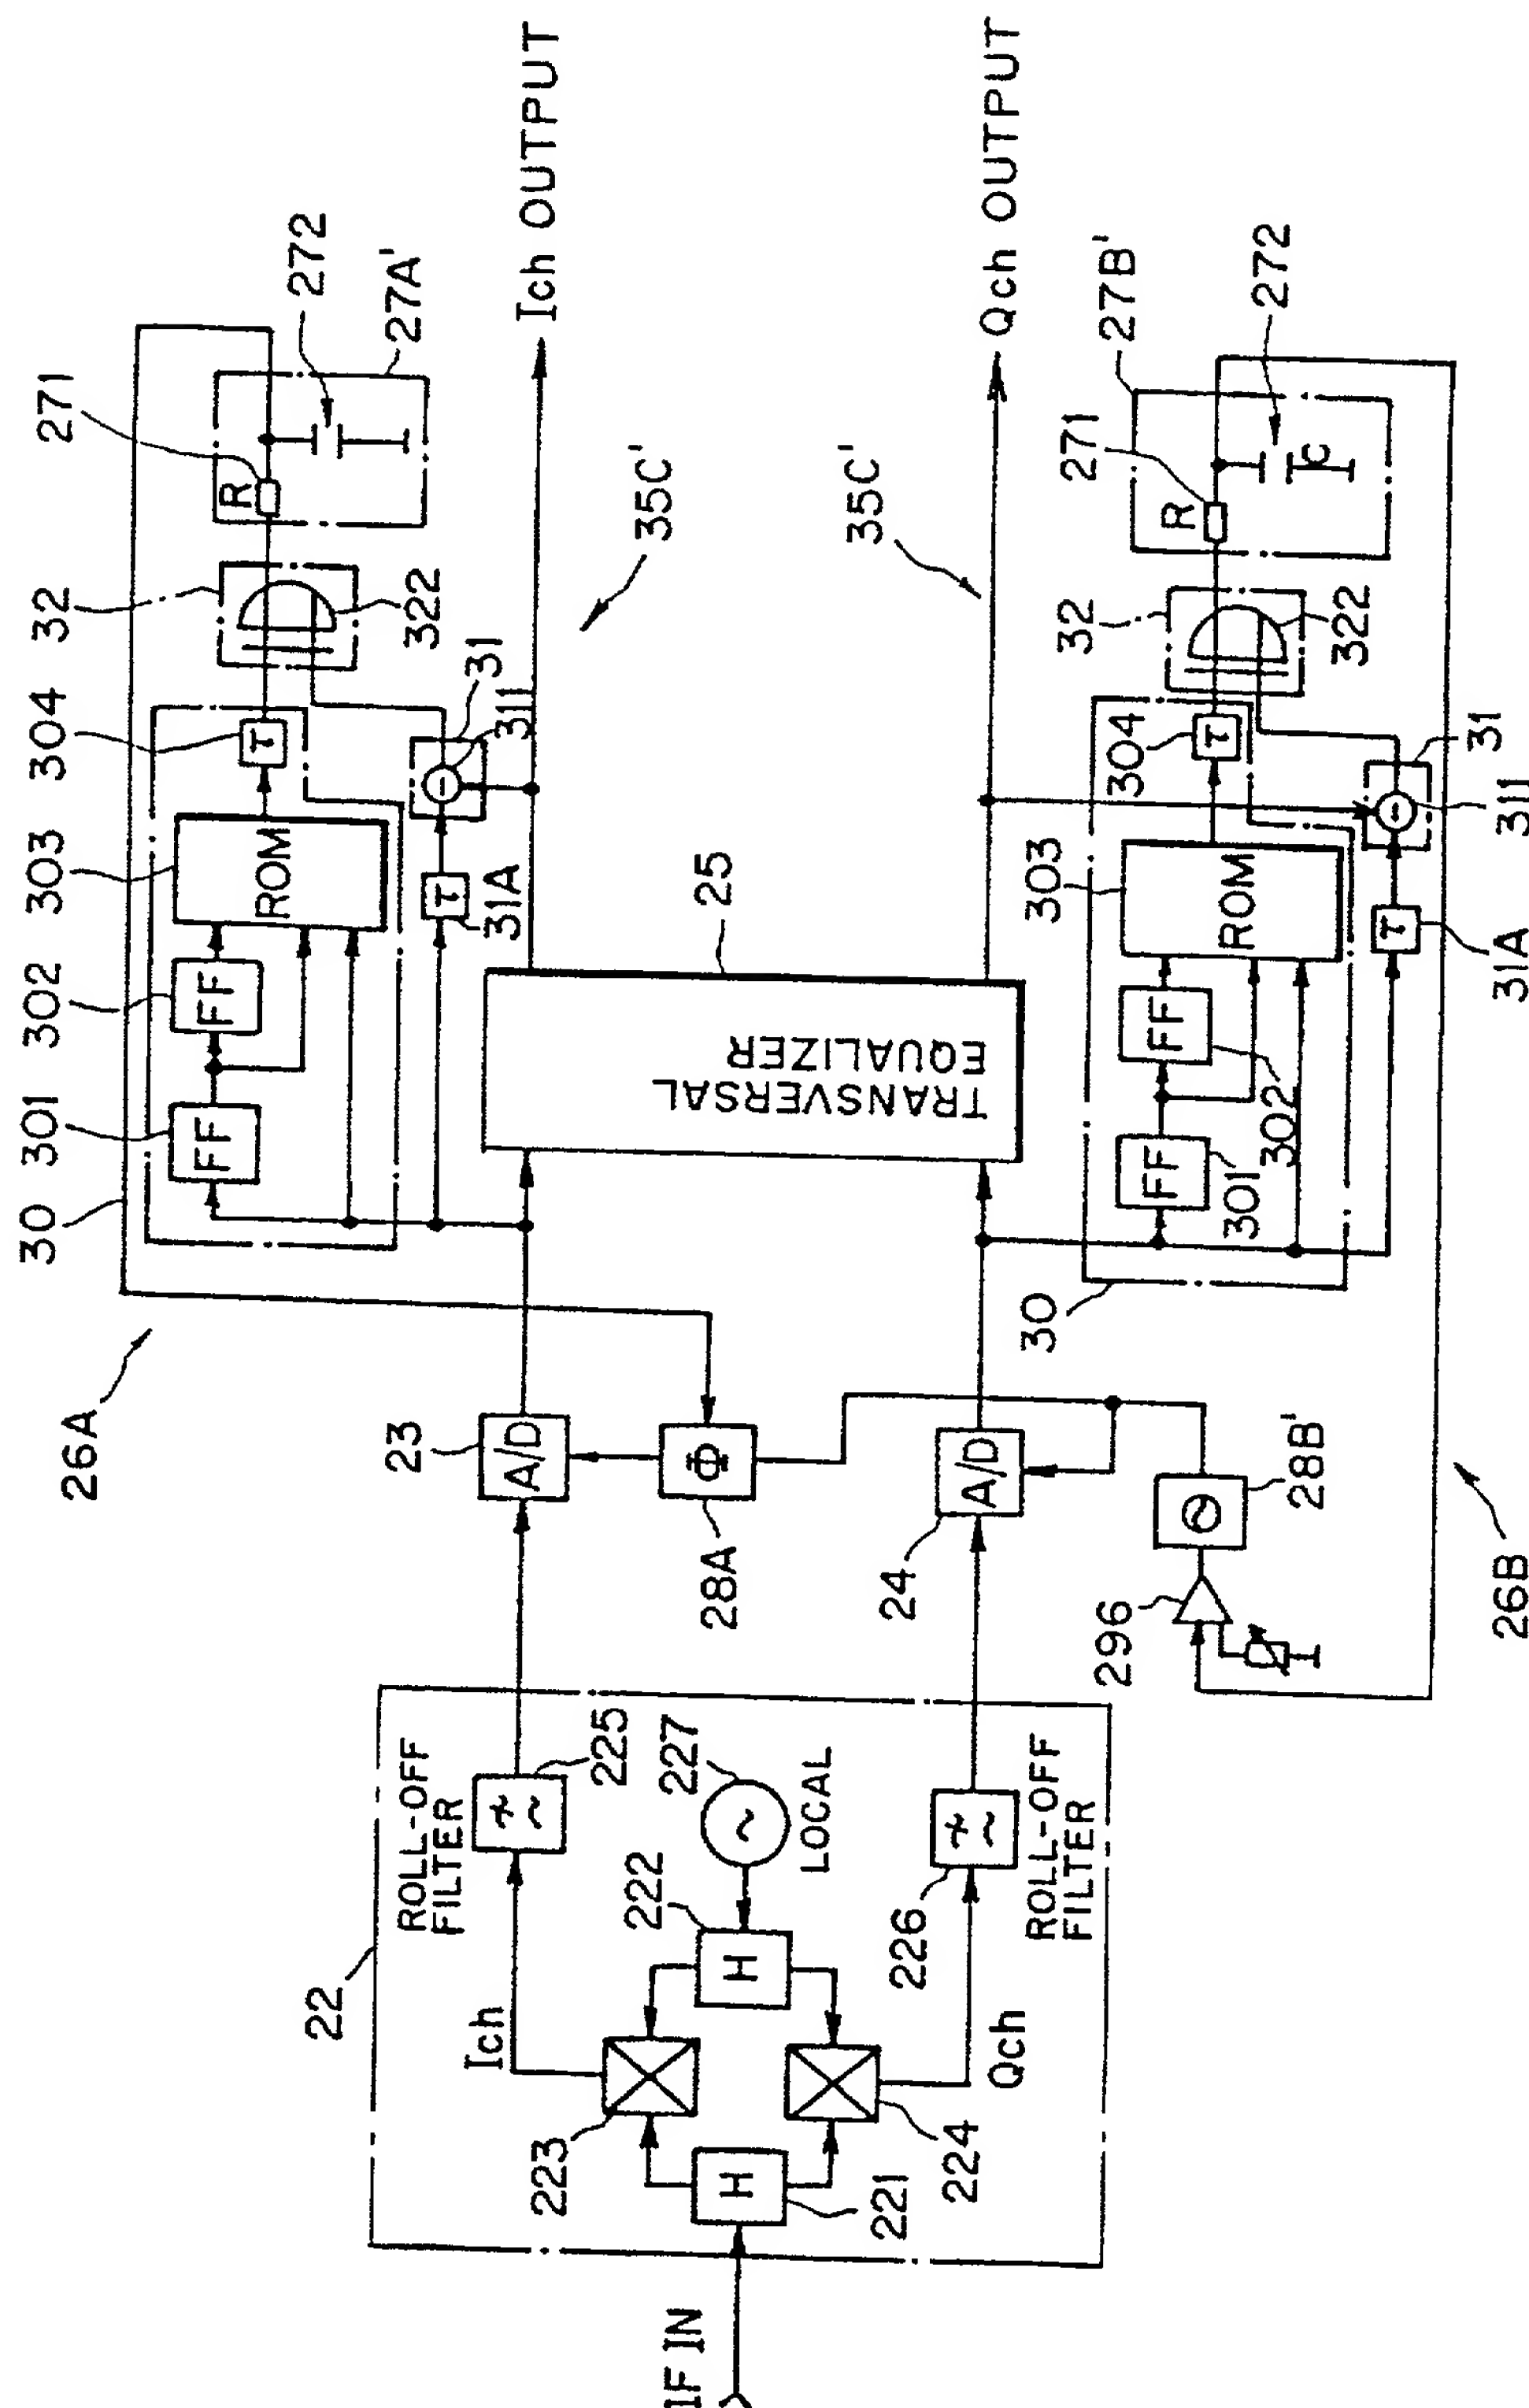 IF IN
22
221
H
223
224
Ich
Qch
222
H
227
~
LOCAL
ROLL-OFF
FILTER
225
226
ROLL-OFF
FILTER
23
A/D
28A
Φ
24
A/D
296
28B'
26A
26B
30
301
FF
302
FF
303
ROM
304
τ
31A
τ
31
311
−
32
322
271
R
272
27A'
TRANSVERSAL
EQUALIZER
25
35C'
Ich OUTPUT
35C'
Qch OUTPUT
30
301
FF
302
FF
303
ROM
304
τ
31A
τ
31
311
−
32
322
271
R
272
C
27B'